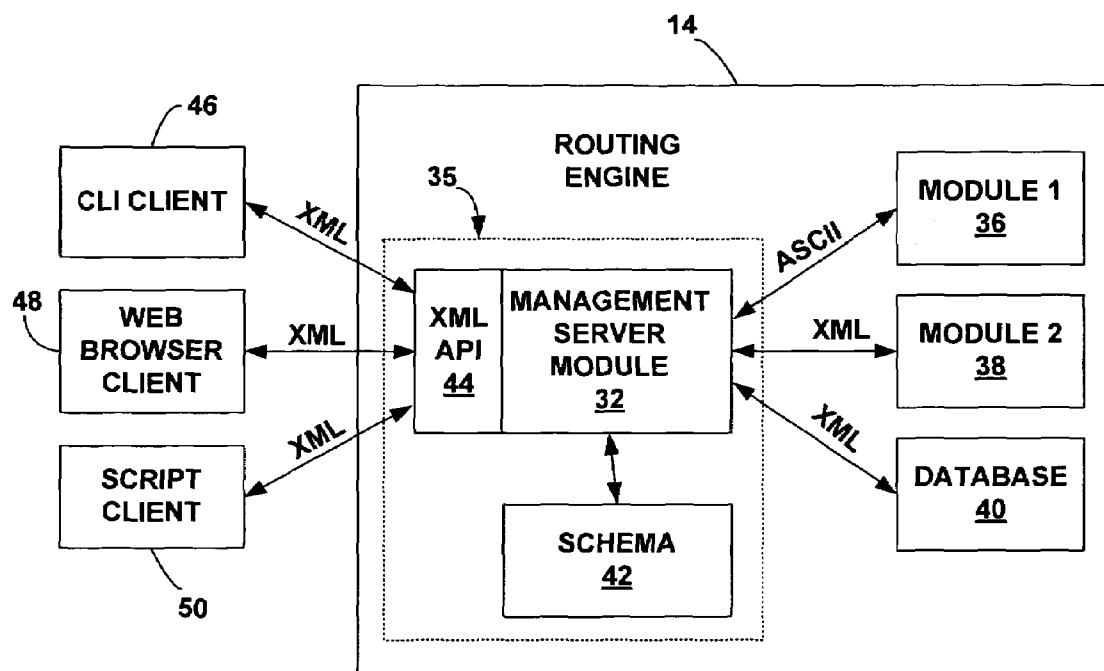 14
46
CLI CLIENT
XML
ROUTING
ENGINE
35
MODULE 1
36
ASCII
48
WEB
BROWSER
CLIENT
XML
XML
API
44
MANAGEMENT
SERVER
MODULE
32
XML
MODULE 2
38
XML
SCRIPT
CLIENT
50
XML
DATABASE
40
SCHEMA
42